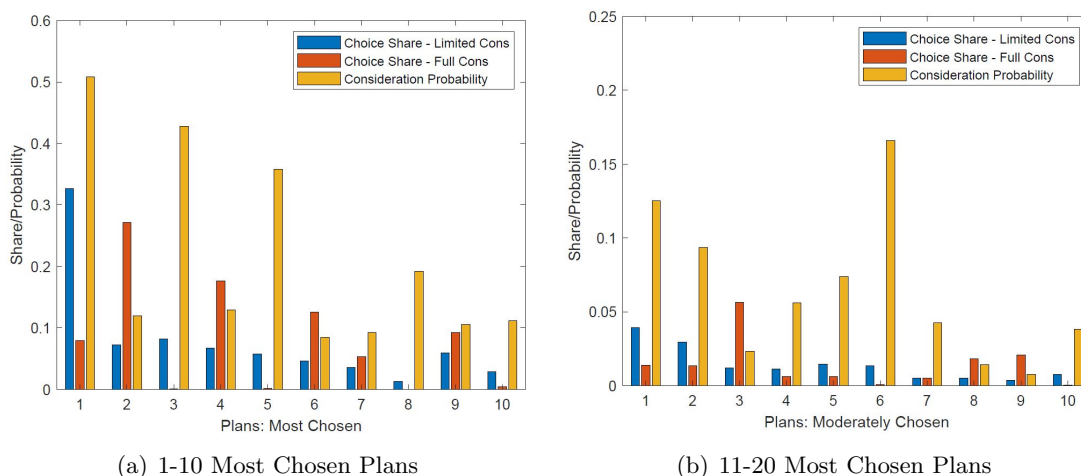 0.6
0.5
0.4
0.3
0.2
0.1
0
Share/Probability
Choice Share - Limited Cons
Choice Share - Full Cons
Consideration Probability
1 2 3 4 5 6 7 8 9 10
Plans: Most Chosen
(a) 1-10 Most Chosen Plans
0.25
0.2
0.15
0.1
0.05
0
Share/Probability
Choice Share - Limited Cons
Choice Share - Full Cons
Consideration Probability
1 2 3 4 5 6 7 8 9 10
Plans: Moderately Chosen
(b) 11-20 Most Chosen Plans